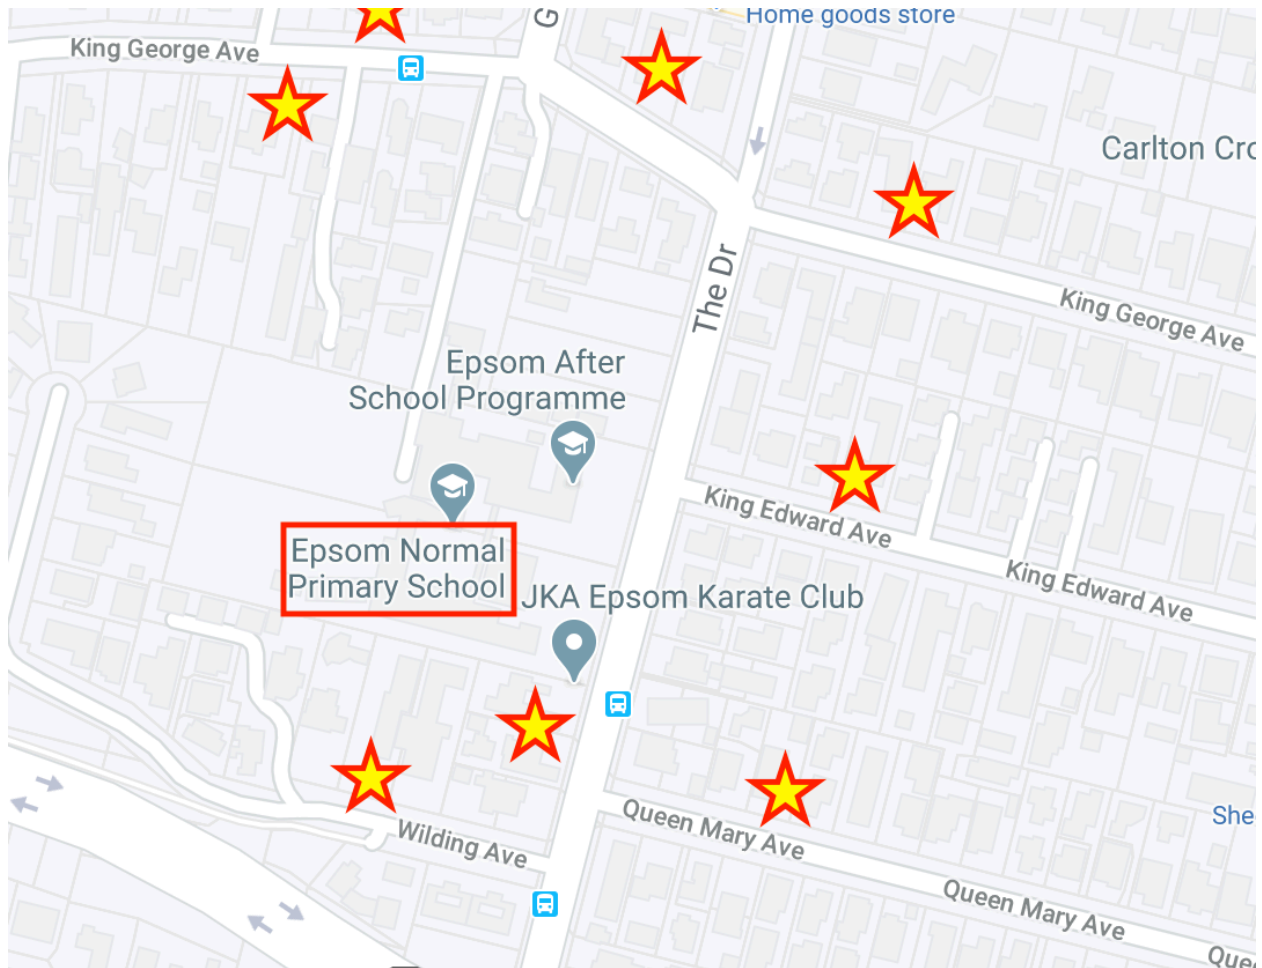 G
Home goods store
King George Ave
Carlton Cro
The Dr
King George Ave
Epsom After
School Programme
King Edward Ave
Epsom Normal
Primary School
JKA Epsom Karate Club
King Edward Ave
Queen Mary Ave
Wilding Ave
She
Queen Mary Ave
Quee